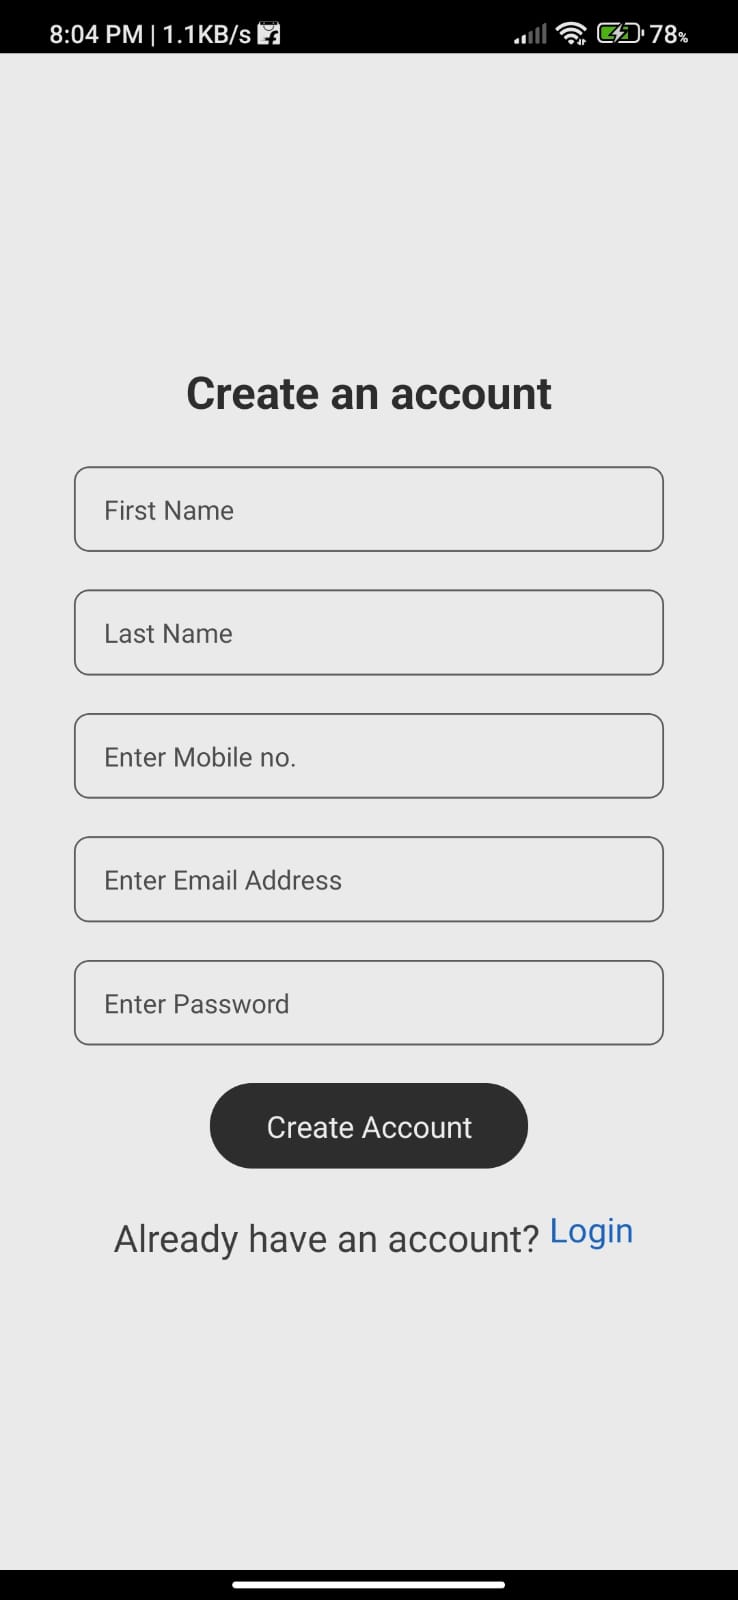 8:04 PM | 1.1KB/s 78%
Create an account
First Name
Last Name
Enter Mobile no.
Enter Email Address
Enter Password
Create Account
Already have an account? Login